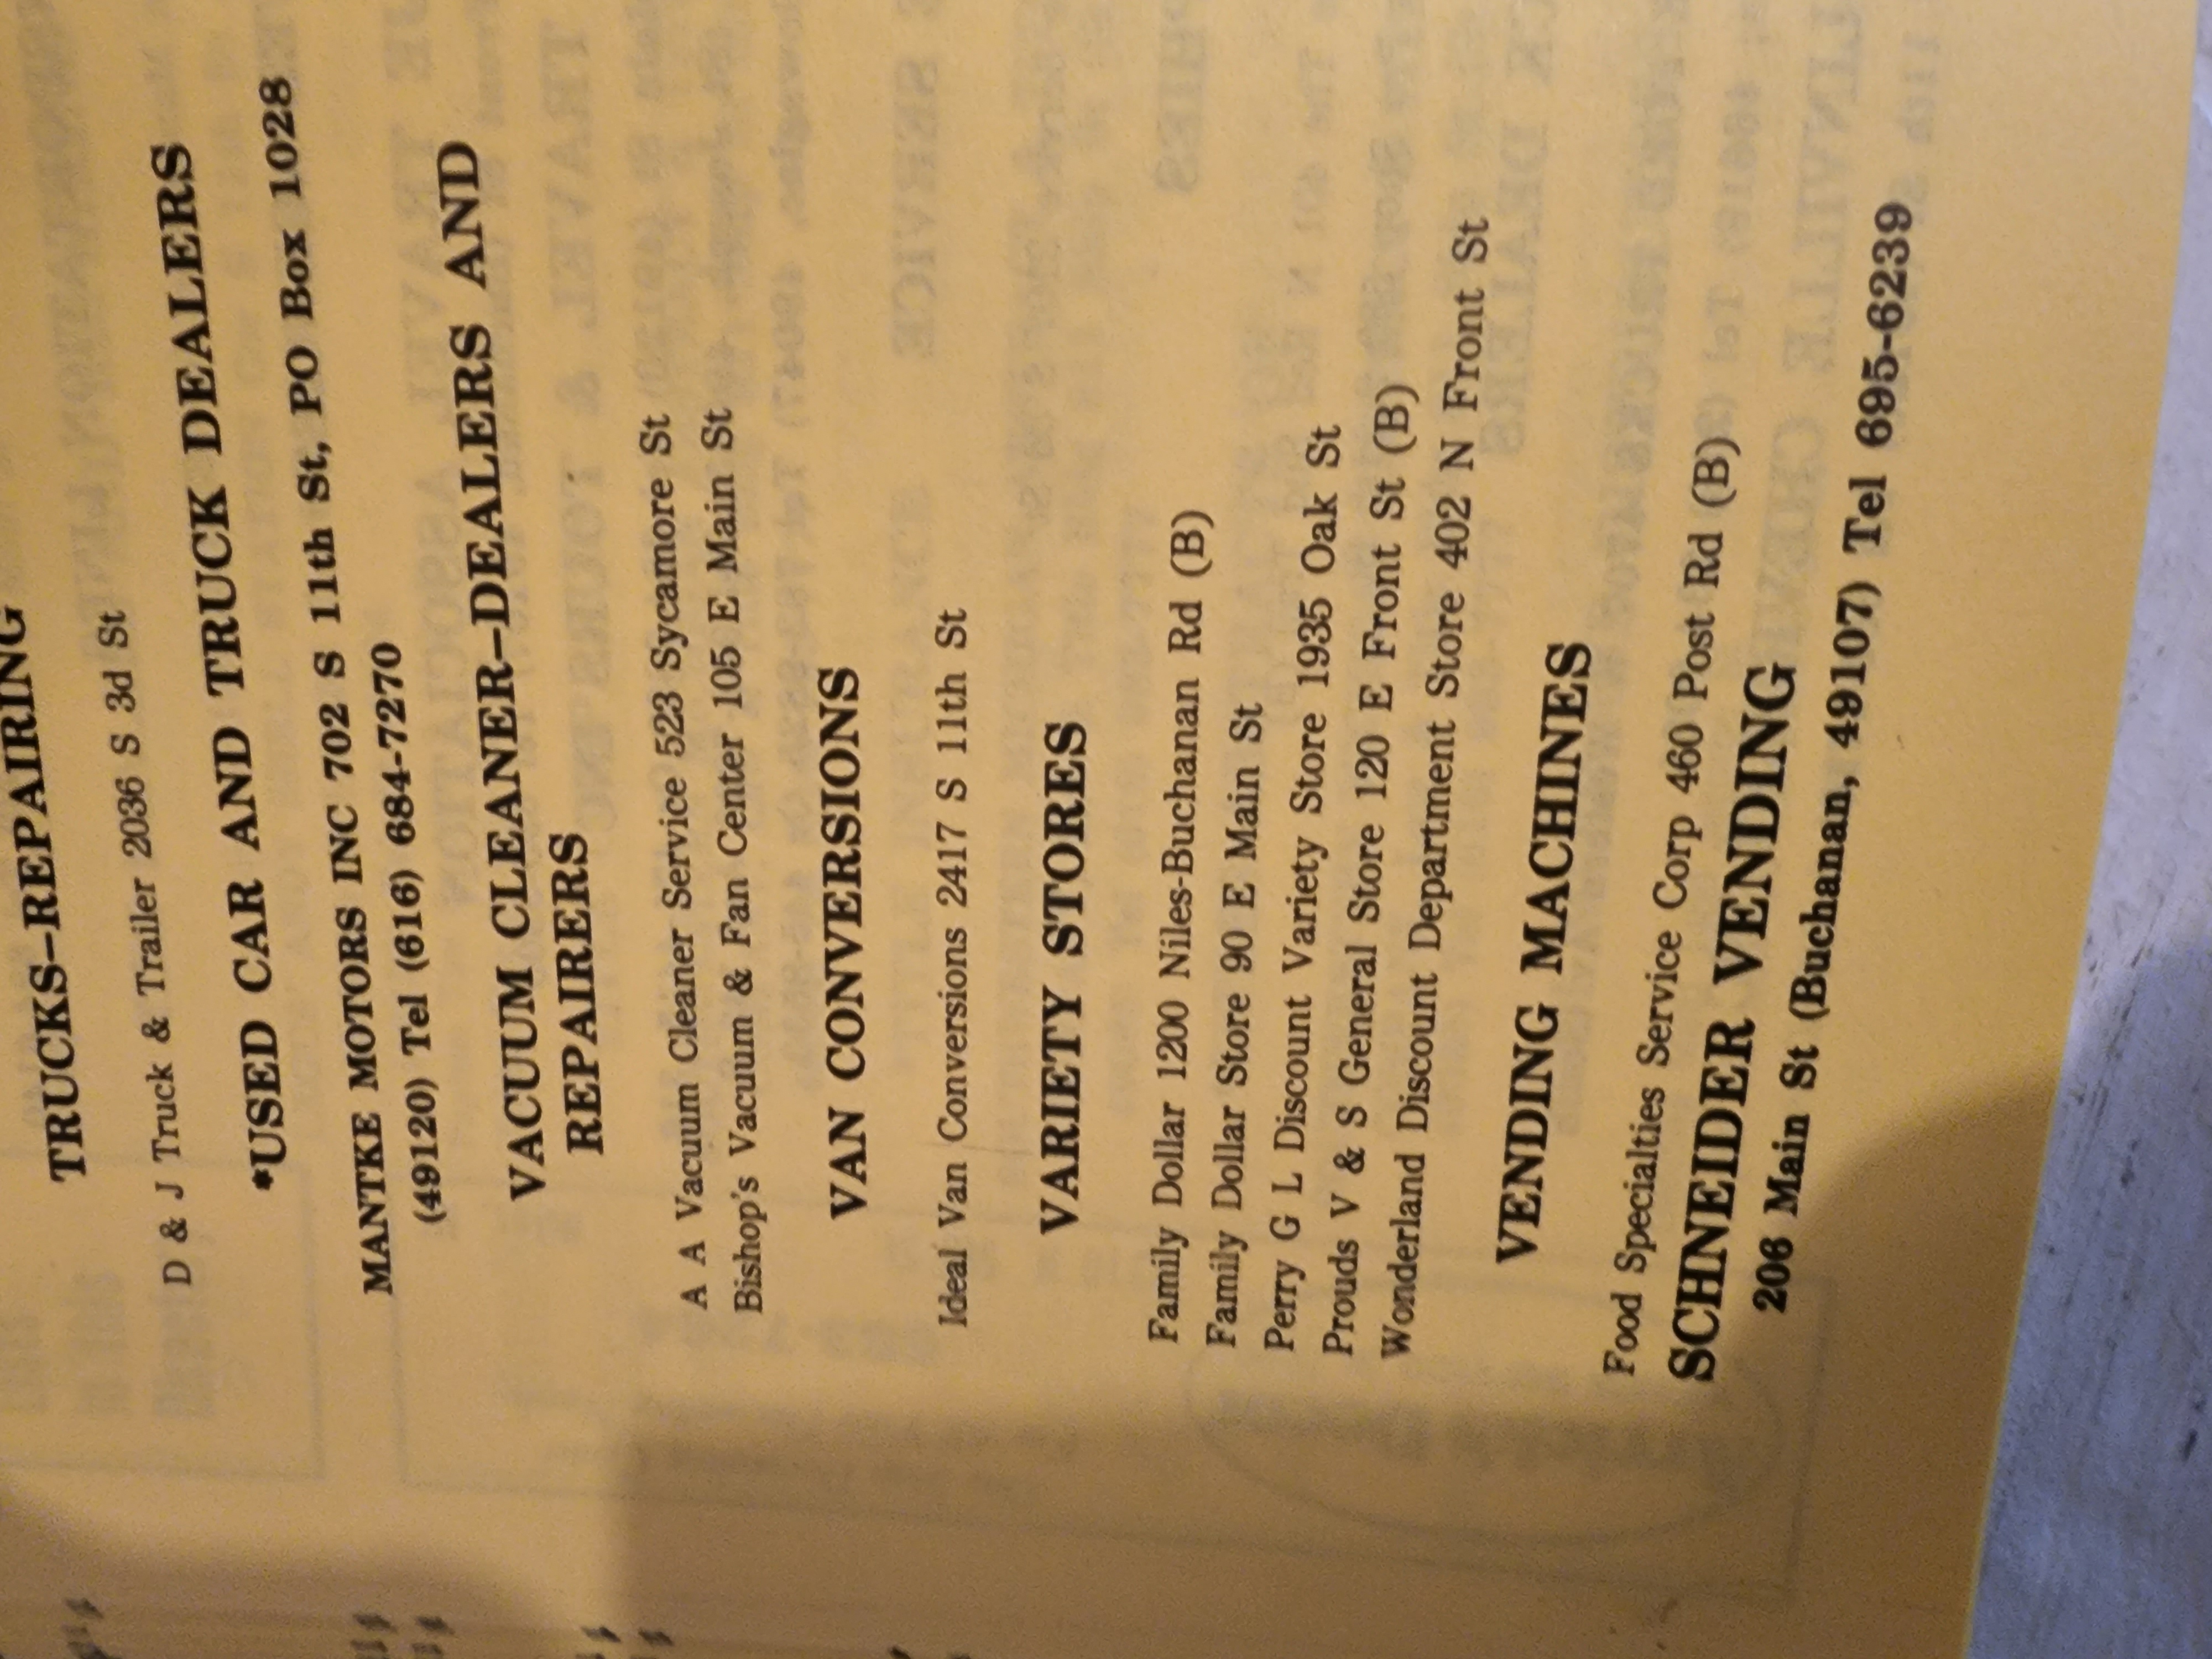 TRUCKS–REPAIRING
D & J Truck & Trailer 2036 S 3d St
*USED CAR AND TRUCK DEALERS
MANTKE MOTORS INC 702 S 11th St, PO Box 1028
(49120) Tel (616) 684-7270
VACUUM CLEANER–DEALERS AND
REPAIRERS
A A Vacuum Cleaner Service 523 Sycamore St
Bishop's Vacuum & Fan Center 105 E Main St
VAN CONVERSIONS
Ideal Van Conversions 2417 S 11th St
VARIETY STORES
Family Dollar 1200 Niles-Buchanan Rd (B)
Family Dollar Store 90 E Main St
Perry G L Discount Variety Store 1935 Oak St
Prouds V & S General Store 120 E Front St (B)
Wonderland Discount Department Store 402 N Front St
VENDING MACHINES
Food Specialties Service Corp 460 Post Rd (B)
SCHNEIDER VENDING
206 Main St (Buchanan, 49107) Tel 695-6239